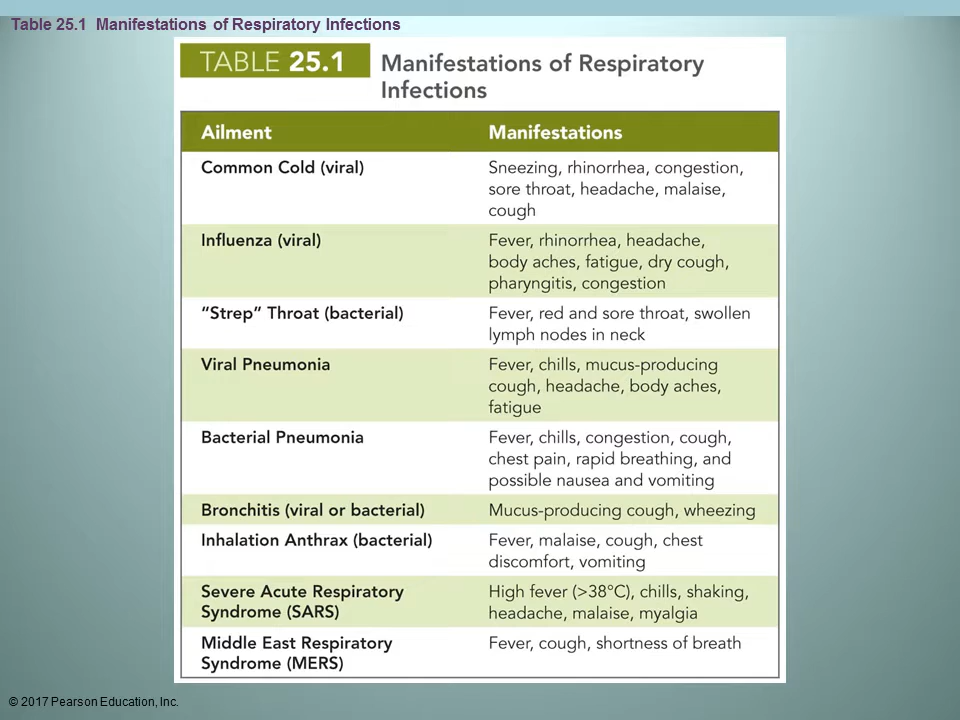 Table 25.1 Manifestations of Respiratory Infections
TABLE 25.1
Manifestations of Respiratory
Infections
Ailment Manifestations
Common Cold (viral) Sneezing, rhinorrhea, congestion,
sore throat, headache, malaise,
cough
Influenza (viral) Fever, rhinorrhea, headache,
body aches, fatigue, dry cough,
pharyngitis, congestion
“Strep” Throat (bacterial) Fever, red and sore throat, swollen
lymph nodes in neck
Viral Pneumonia Fever, chills, mucus-producing
cough, headache, body aches,
fatigue
Bacterial Pneumonia Fever, chills, congestion, cough,
chest pain, rapid breathing, and
possible nausea and vomiting
Bronchitis (viral or bacterial) Mucus-producing cough, wheezing
Inhalation Anthrax (bacterial) Fever, malaise, cough, chest
discomfort, vomiting
Severe Acute Respiratory High fever (>38°C), chills, shaking,
Syndrome (SARS) headache, malaise, myalgia
Middle East Respiratory Fever, cough, shortness of breath
Syndrome (MERS)
© 2017 Pearson Education, Inc.